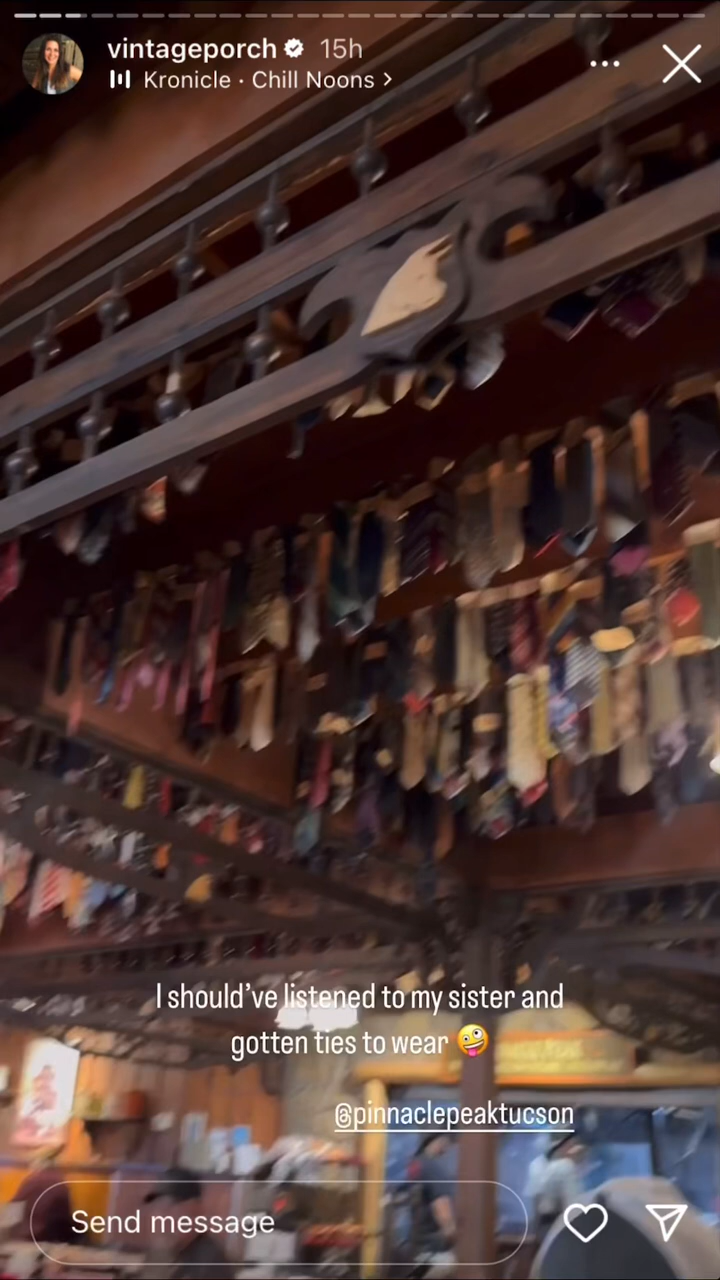 vintageporch 15h
Kronicle · Chill Noons >
I should've listened to my sister and
gotten ties to wear 🤪
@pinnaclepeaktucson
Send message